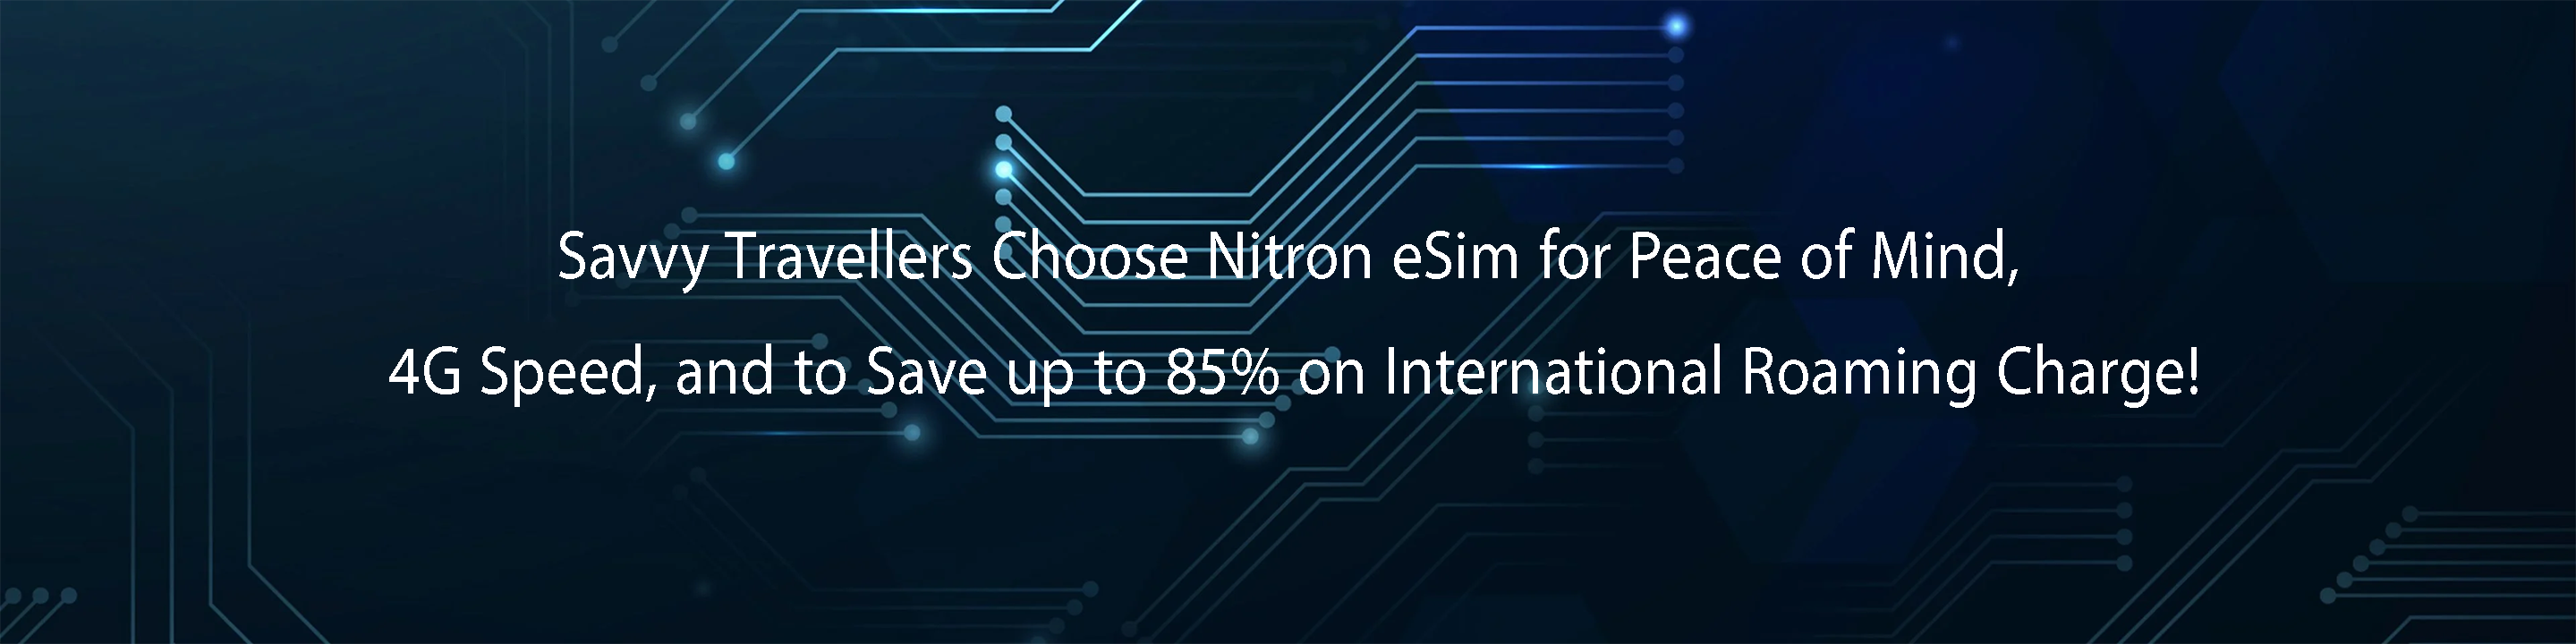 Savvy Travellers Choose Nitron eSim for Peace of Mind,
4G Speed, and to Save up to 85% on International Roaming Charge!